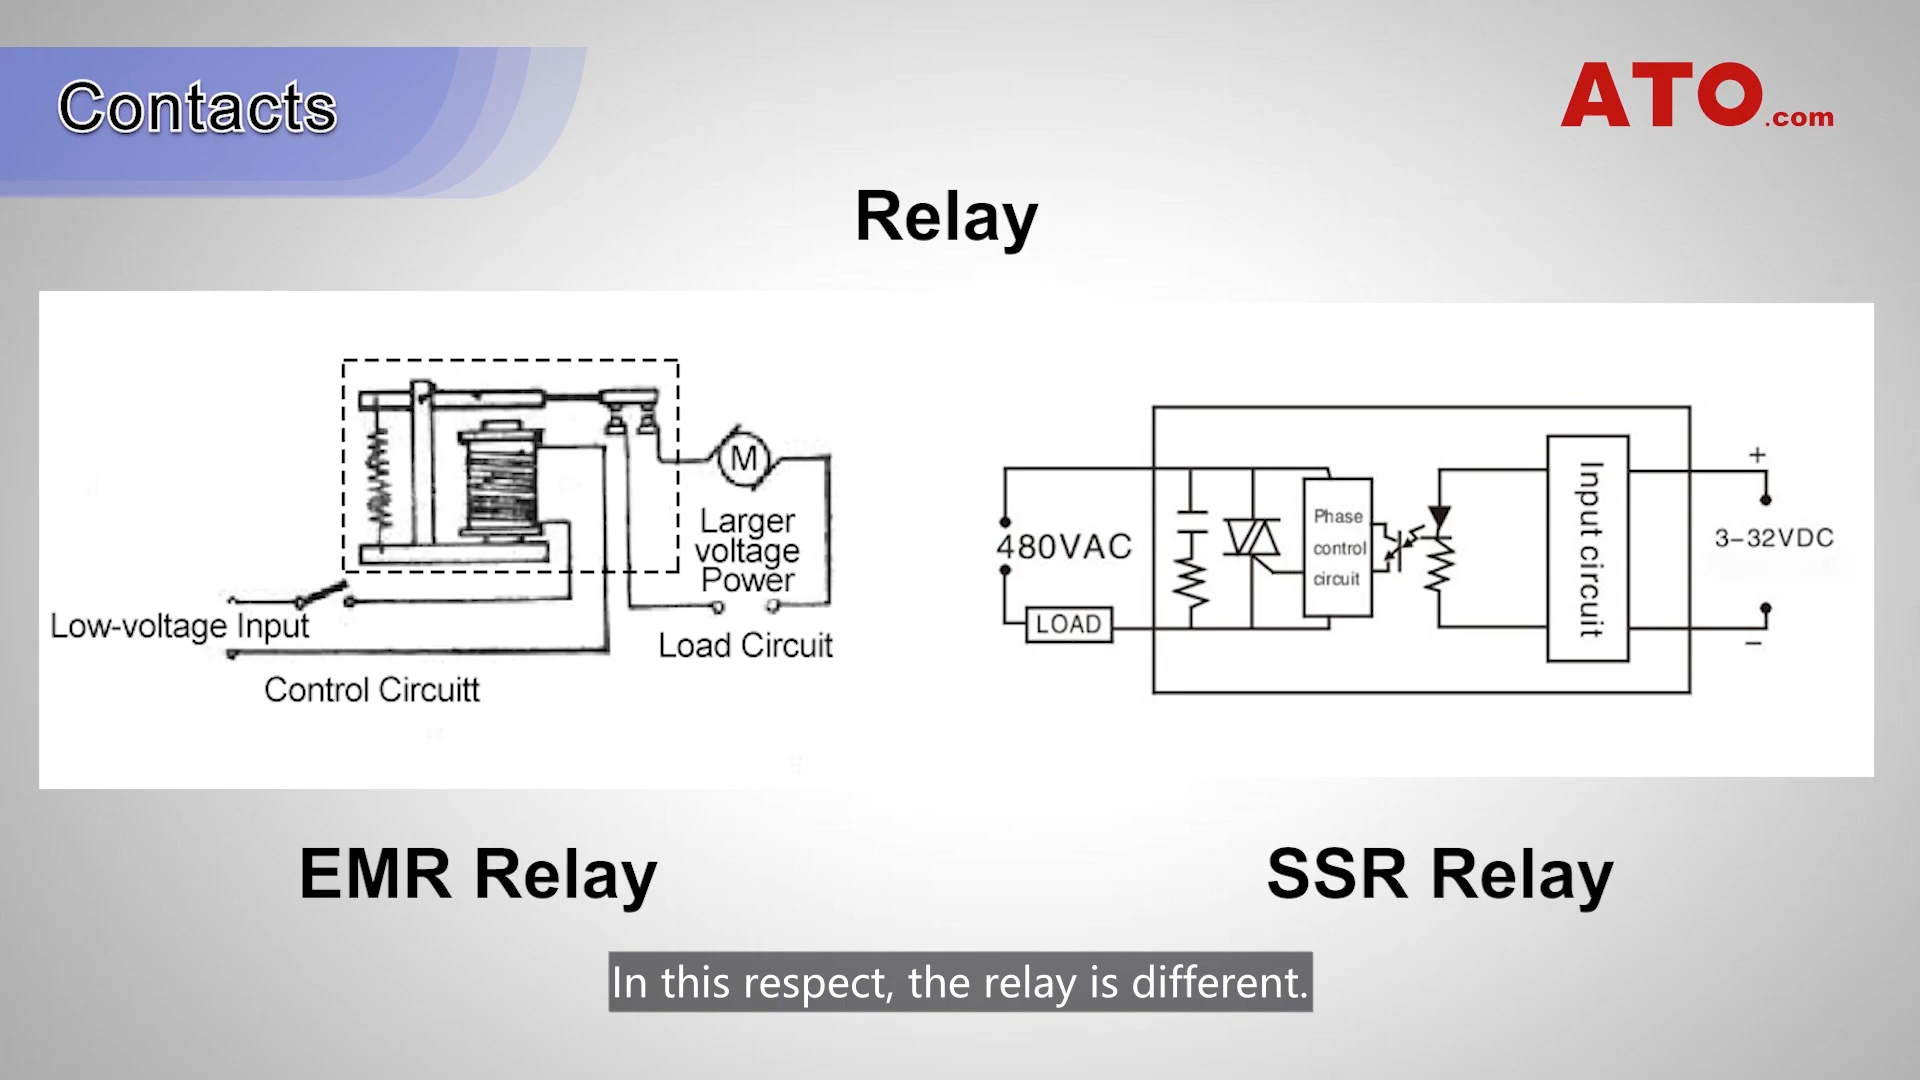 Contacts
ATO.com
Relay
M
Larger
voltage
Power
Low-voltage Input
Load Circuit
Control Circuitt
480VAC
LOAD
Phase
control
circuit
Input circuit
+
3-32VDC
–
EMR Relay
SSR Relay
In this respect, the relay is different.